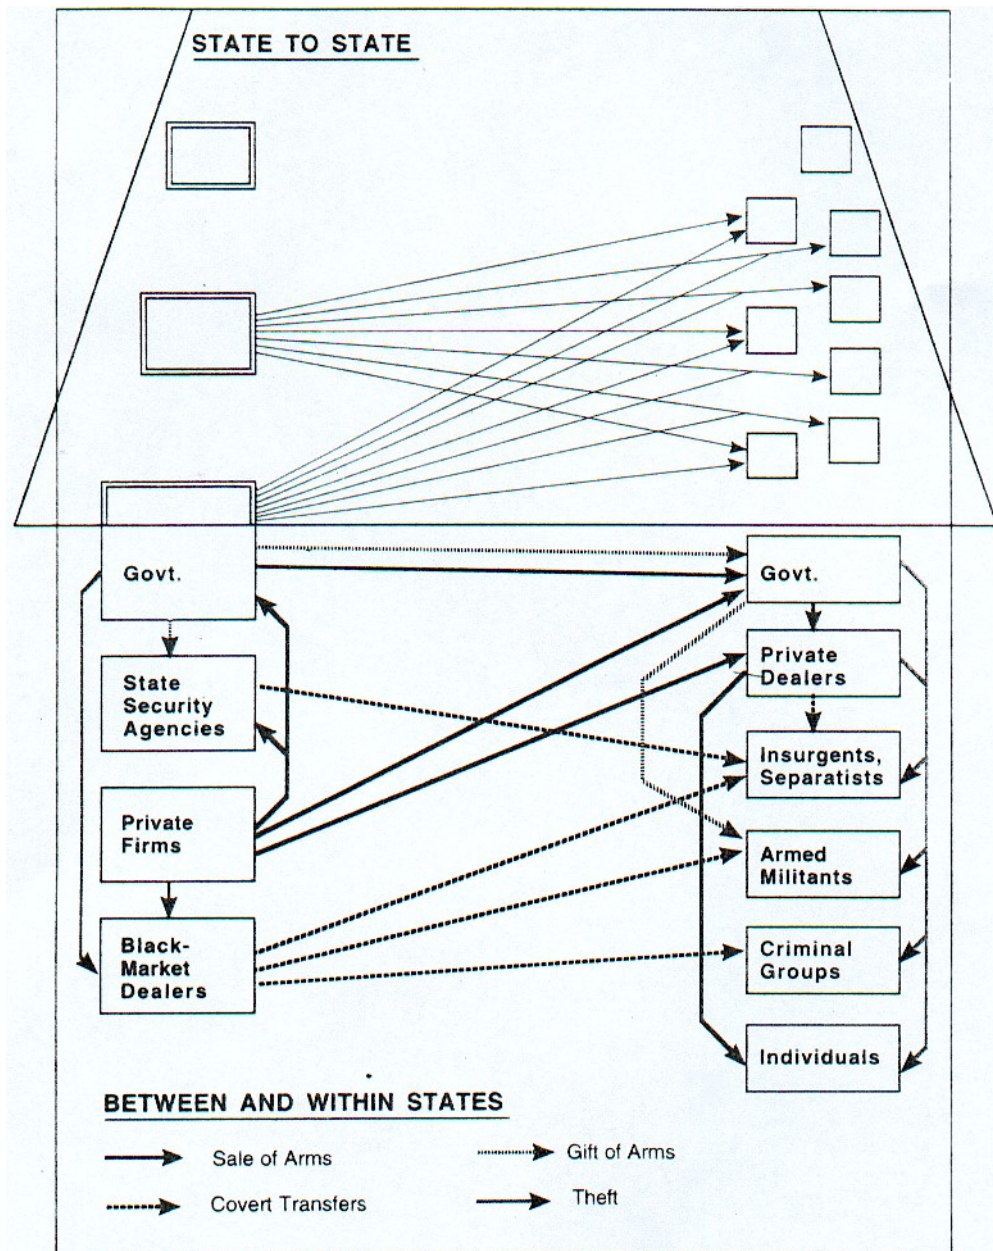 STATE TO STATE
Govt.
State
Security
Agencies
Private
Firms
Black-
Market
Dealers
Govt.
Private
Dealers
Insurgents,
Separatists
Armed
Militants
Criminal
Groups
Individuals
BETWEEN AND WITHIN STATES
Sale of Arms
Gift of Arms
Covert Transfers
Theft